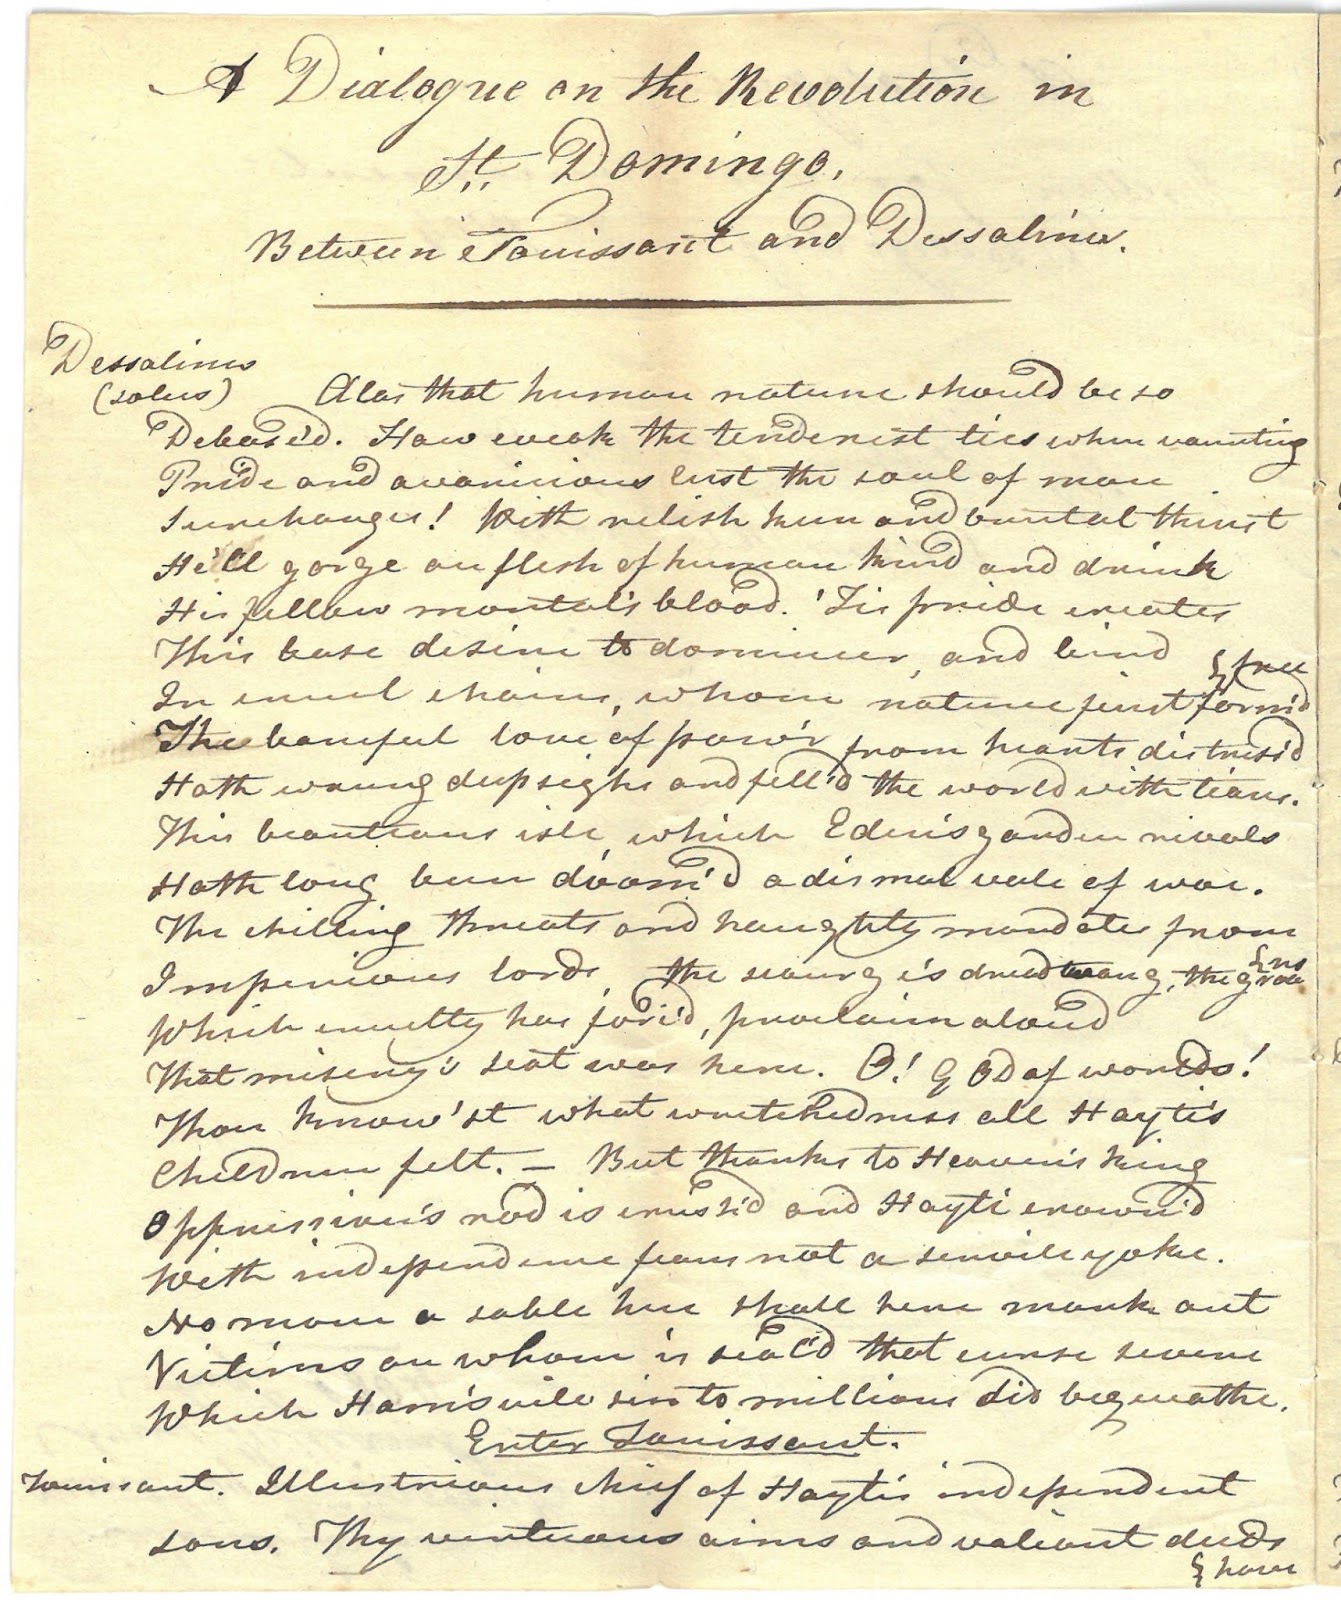 A Dialogue on the Revolution in
St. Domingo,
Between Touissant and Dessalines.
Dessalines
(solus) Alas that human nature should be so
Debas'd. How weak the tenderest ties when vaunting
Pride and avaricious lust the soul of man
Surcharges! With relish keen and brutal thirst
He'll gorge on flesh of human kind and drink
His fellow mortal's blood. 'Tis pride creates
This base desire to domineer, and bind
In cruel chains, whom nature first form'd
free
The baneful love of pow'r from hearts distress'd
Hath wrung deep sighs and fill'd the world with tears.
This beauteous isle, which Eden's garden rivals
Hath long been doom'd a dismal vale of woe.
The chilling threats and haughty mandates from
Imperious lords, the scourg's dread twang, the groa
ns
Which cruelty has forc'd, proclaim aloud
That misery's seat was here. O! GOD of worlds!
Thou know'st what wretchedness all Hayti's
Children felt. – But thanks to Heaven's king
Oppression's rod is crush'd and Hayti crown'd
With independence fears not a servile yoke.
No more a sable hue shall here mark out
Victims on whom is seal'd that curse severe
Which Ham's vile sin to millions did bequeathe.
Enter Touissant.
Touissant. Illustrious chief of Hayti's independent
sons. Thy virtuous aims and valiant deeds
have